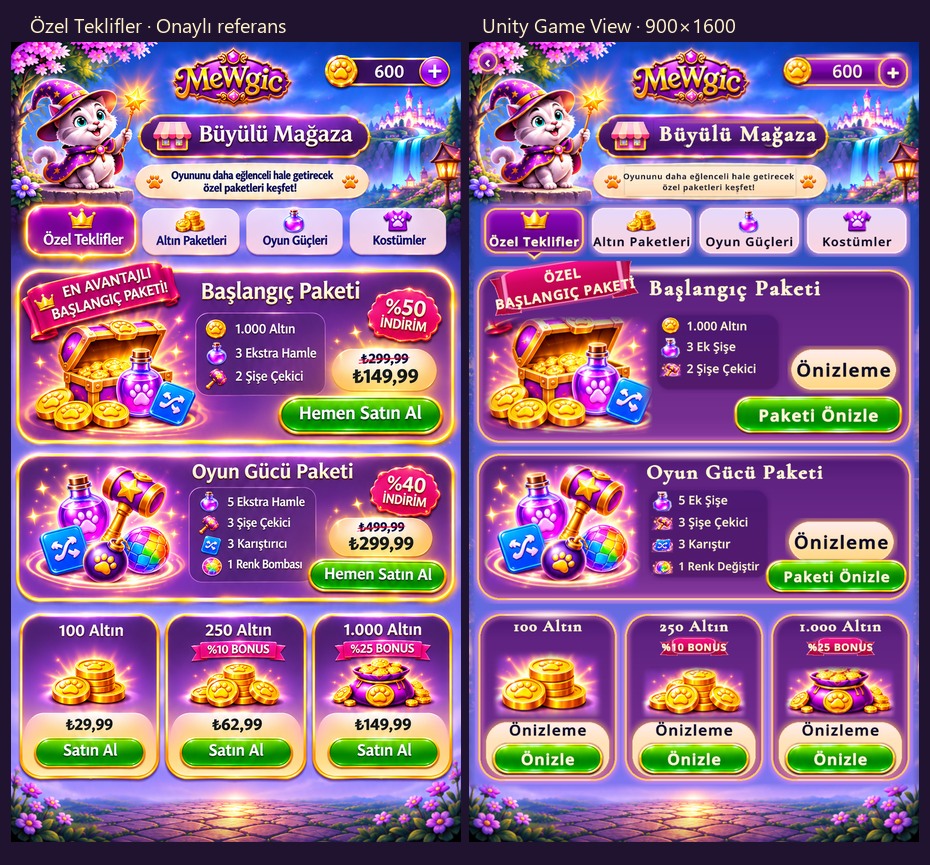 Özel Teklifler · Onaylı referans
MeWgic
600
+
Büyülü Mağaza
Oyununu daha eğlenceli hale getirecek
özel paketleri keşfet!
Özel Teklifler
Altın Paketleri
Oyun Güçleri
Kostümler
EN AVANTAJLI
BAŞLANGIÇ PAKETİ!
Başlangıç Paketi
1.000 Altın
3 Ekstra Hamle
2 Şişe Çekici
%50
İNDİRİM
₺299,99
₺149,99
Hemen Satın Al
Oyun Gücü Paketi
5 Ekstra Hamle
3 Şişe Çekici
3 Karıştırıcı
1 Renk Bombası
%40
İNDİRİM
₺499,99
₺299,99
Hemen Satın Al
100 Altın
₺29,99
Satın Al
250 Altın
%10 BONUS
₺62,99
Satın Al
1.000 Altın
%25 BONUS
₺149,99
Satın Al
Unity Game View · 900×1600
MeWgic
600
+
Büyülü Mağaza
Oyununu daha eğlenceli hale getirecek
özel paketleri keşfet!
Özel Teklifler
Altın Paketleri
Oyun Güçleri
Kostümler
ÖZEL
BAŞLANGIÇ PAKETİ
Başlangıç Paketi
1.000 Altın
3 Ek Şişe
2 Şişe Çekici
Önizleme
Paketi Önizle
Oyun Gücü Paketi
5 Ek Şişe
3 Şişe Çekici
3 Karıştır
1 Renk Değiştir
Önizleme
Paketi Önizle
100 Altın
Önizleme
Önizle
250 Altın
%10 BONUS
Önizleme
Önizle
1.000 Altın
%25 BONUS
Önizleme
Önizle